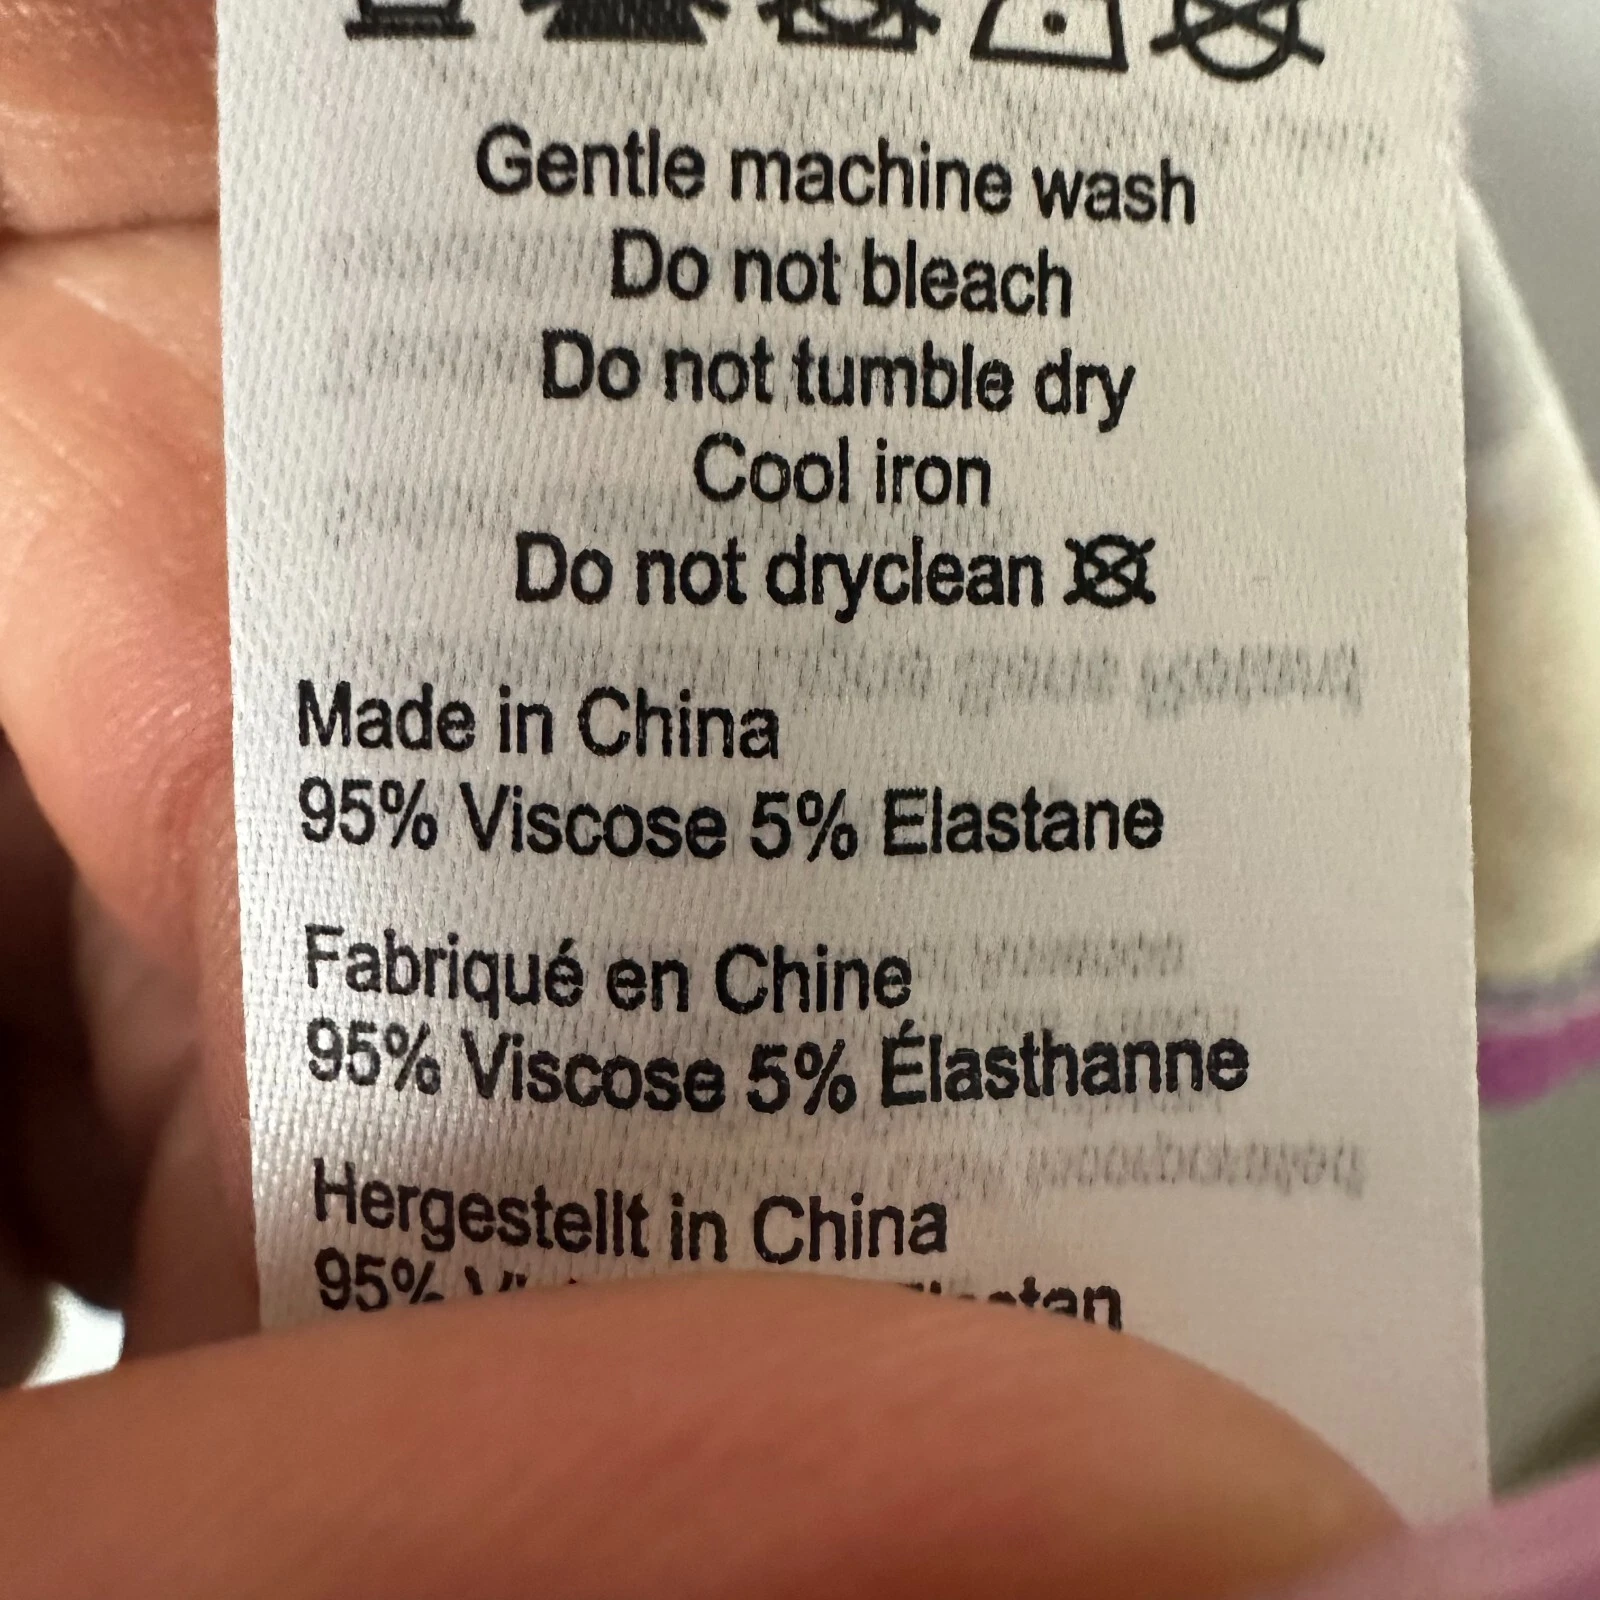 Gentle machine wash
Do not bleach
Do not tumble dry
Cool iron
Do not dryclean
Made in China
95% Viscose 5% Elastane
Fabriqué en Chine
95% Viscose 5% Élasthanne
Hergestellt in China
95%